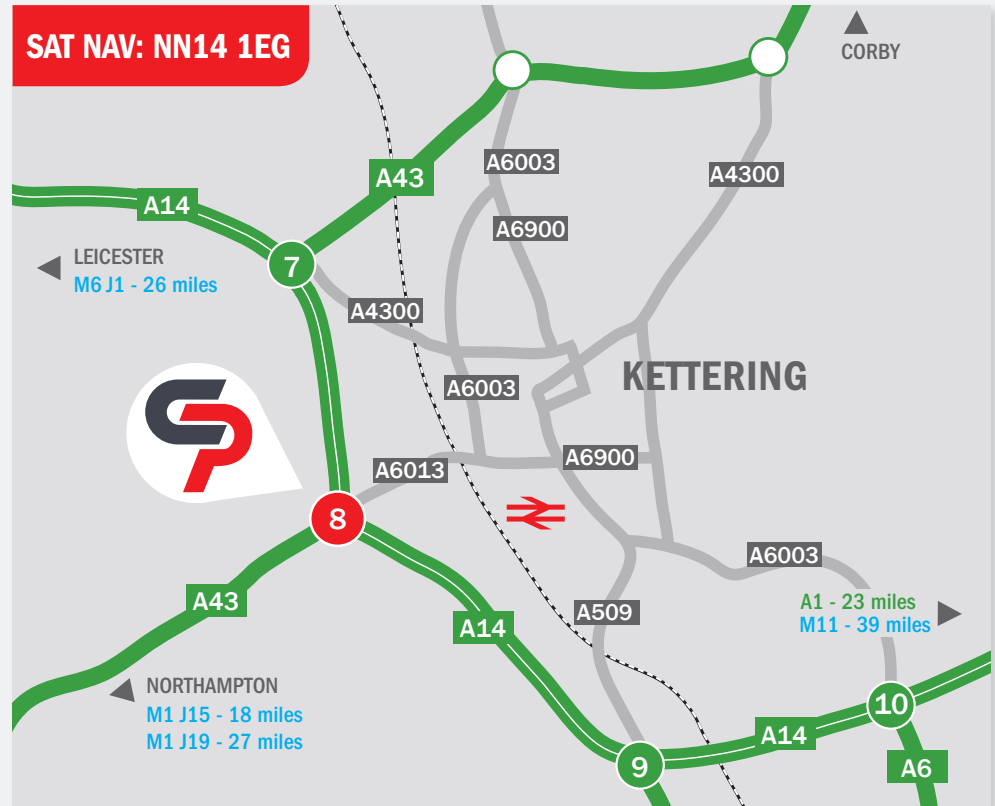 SAT NAV: NN14 1EG
CORBY
A6003
A4300
A43
A14
A6900
LEICESTER
M6 J1 - 26 miles
7
A4300
KETTERING
A6003
A6900
A6013
8
A6003
A43
A1 - 23 miles
M11 - 39 miles
A509
A14
NORTHAMPTON
M1 J15 - 18 miles
M1 J19 - 27 miles
10
A14
9
A6